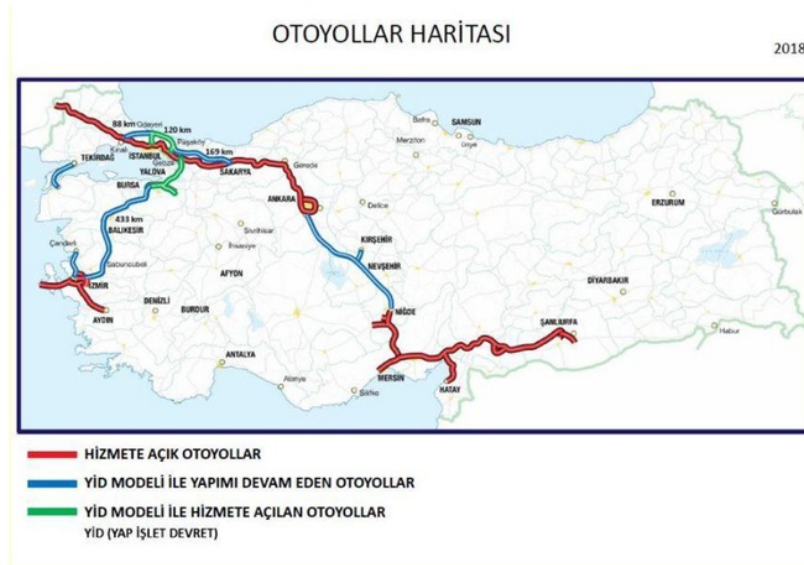 OTOYOLLAR HARİTASI
2018
88 km
Odayeri
120 km
Paşaköy
Kınalı
İSTANBUL
Gebze
169 km
TEKİRDAĞ
YALOVA
SAKARYA
Gerede
BURSA
Bafra
SAMSUN
Ünye
Merzifon
ANKARA
Delice
ERZURUM
Gürbulak
433 km
BALIKESİR
Sivrihisar
KIRŞEHİR
Çandarlı
NEVŞEHİR
Sabuncubeli
AFYON
İZMİR
DİYARBAKIR
DENİZLİ
BURDUR
NİĞDE
AYDIN
ŞANLIURFA
Habur
ANTALYA
MERSİN
Alanya
Silifke
HATAY
HİZMETE AÇIK OTOYOLLAR
YİD MODELİ İLE YAPIMI DEVAM EDEN OTOYOLLAR
YİD MODELİ İLE HİZMETE AÇILAN OTOYOLLAR
YİD (YAP İŞLET DEVRET)